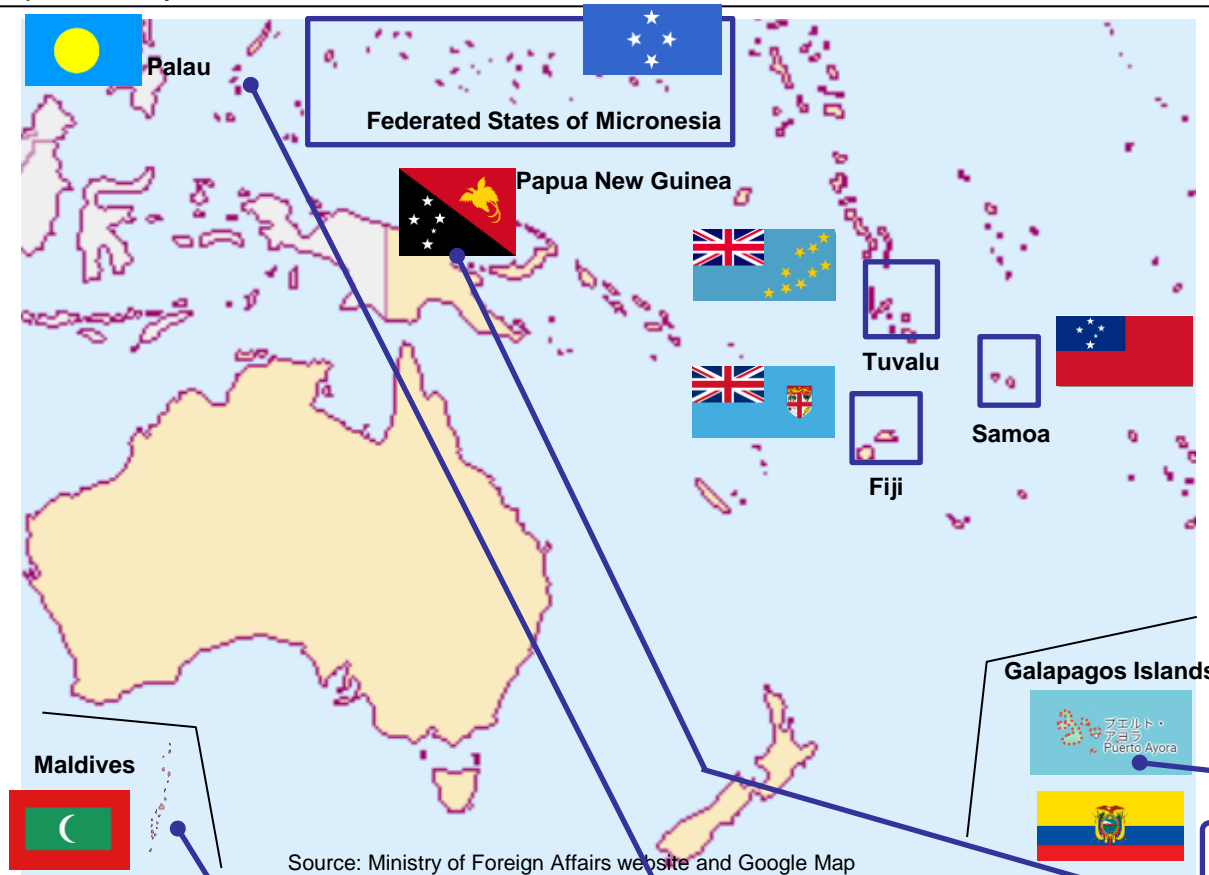 Palau
Federated States of Micronesia
Papua New Guinea
Tuvalu
Samoa
Fiji
Galapagos Islands
プエルト・
アヨラ
Puerto Ayora
Maldives
Source: Ministry of Foreign Affairs website and Google Map